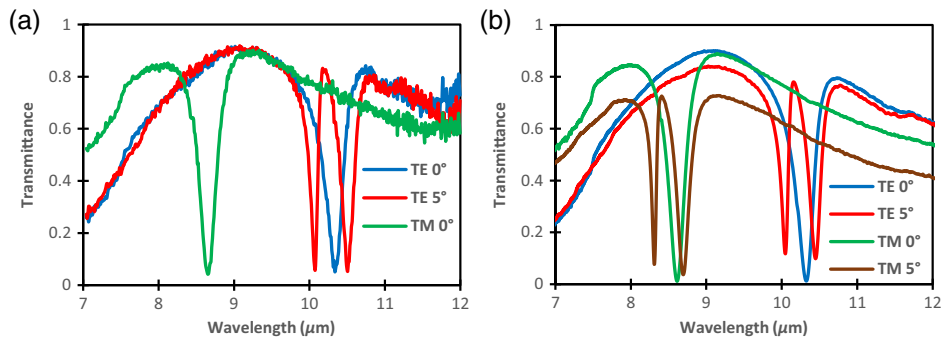 (a)
1
0.8
0.6
0.4
0.2
0
Transmittance
7 8 9 10 11 12
Wavelength (μm)
TE 0°
TE 5°
TM 0°
(b)
1
0.8
0.6
0.4
0.2
0
Transmittance
7 8 9 10 11 12
Wavelength (μm)
TE 0°
TE 5°
TM 0°
TM 5°